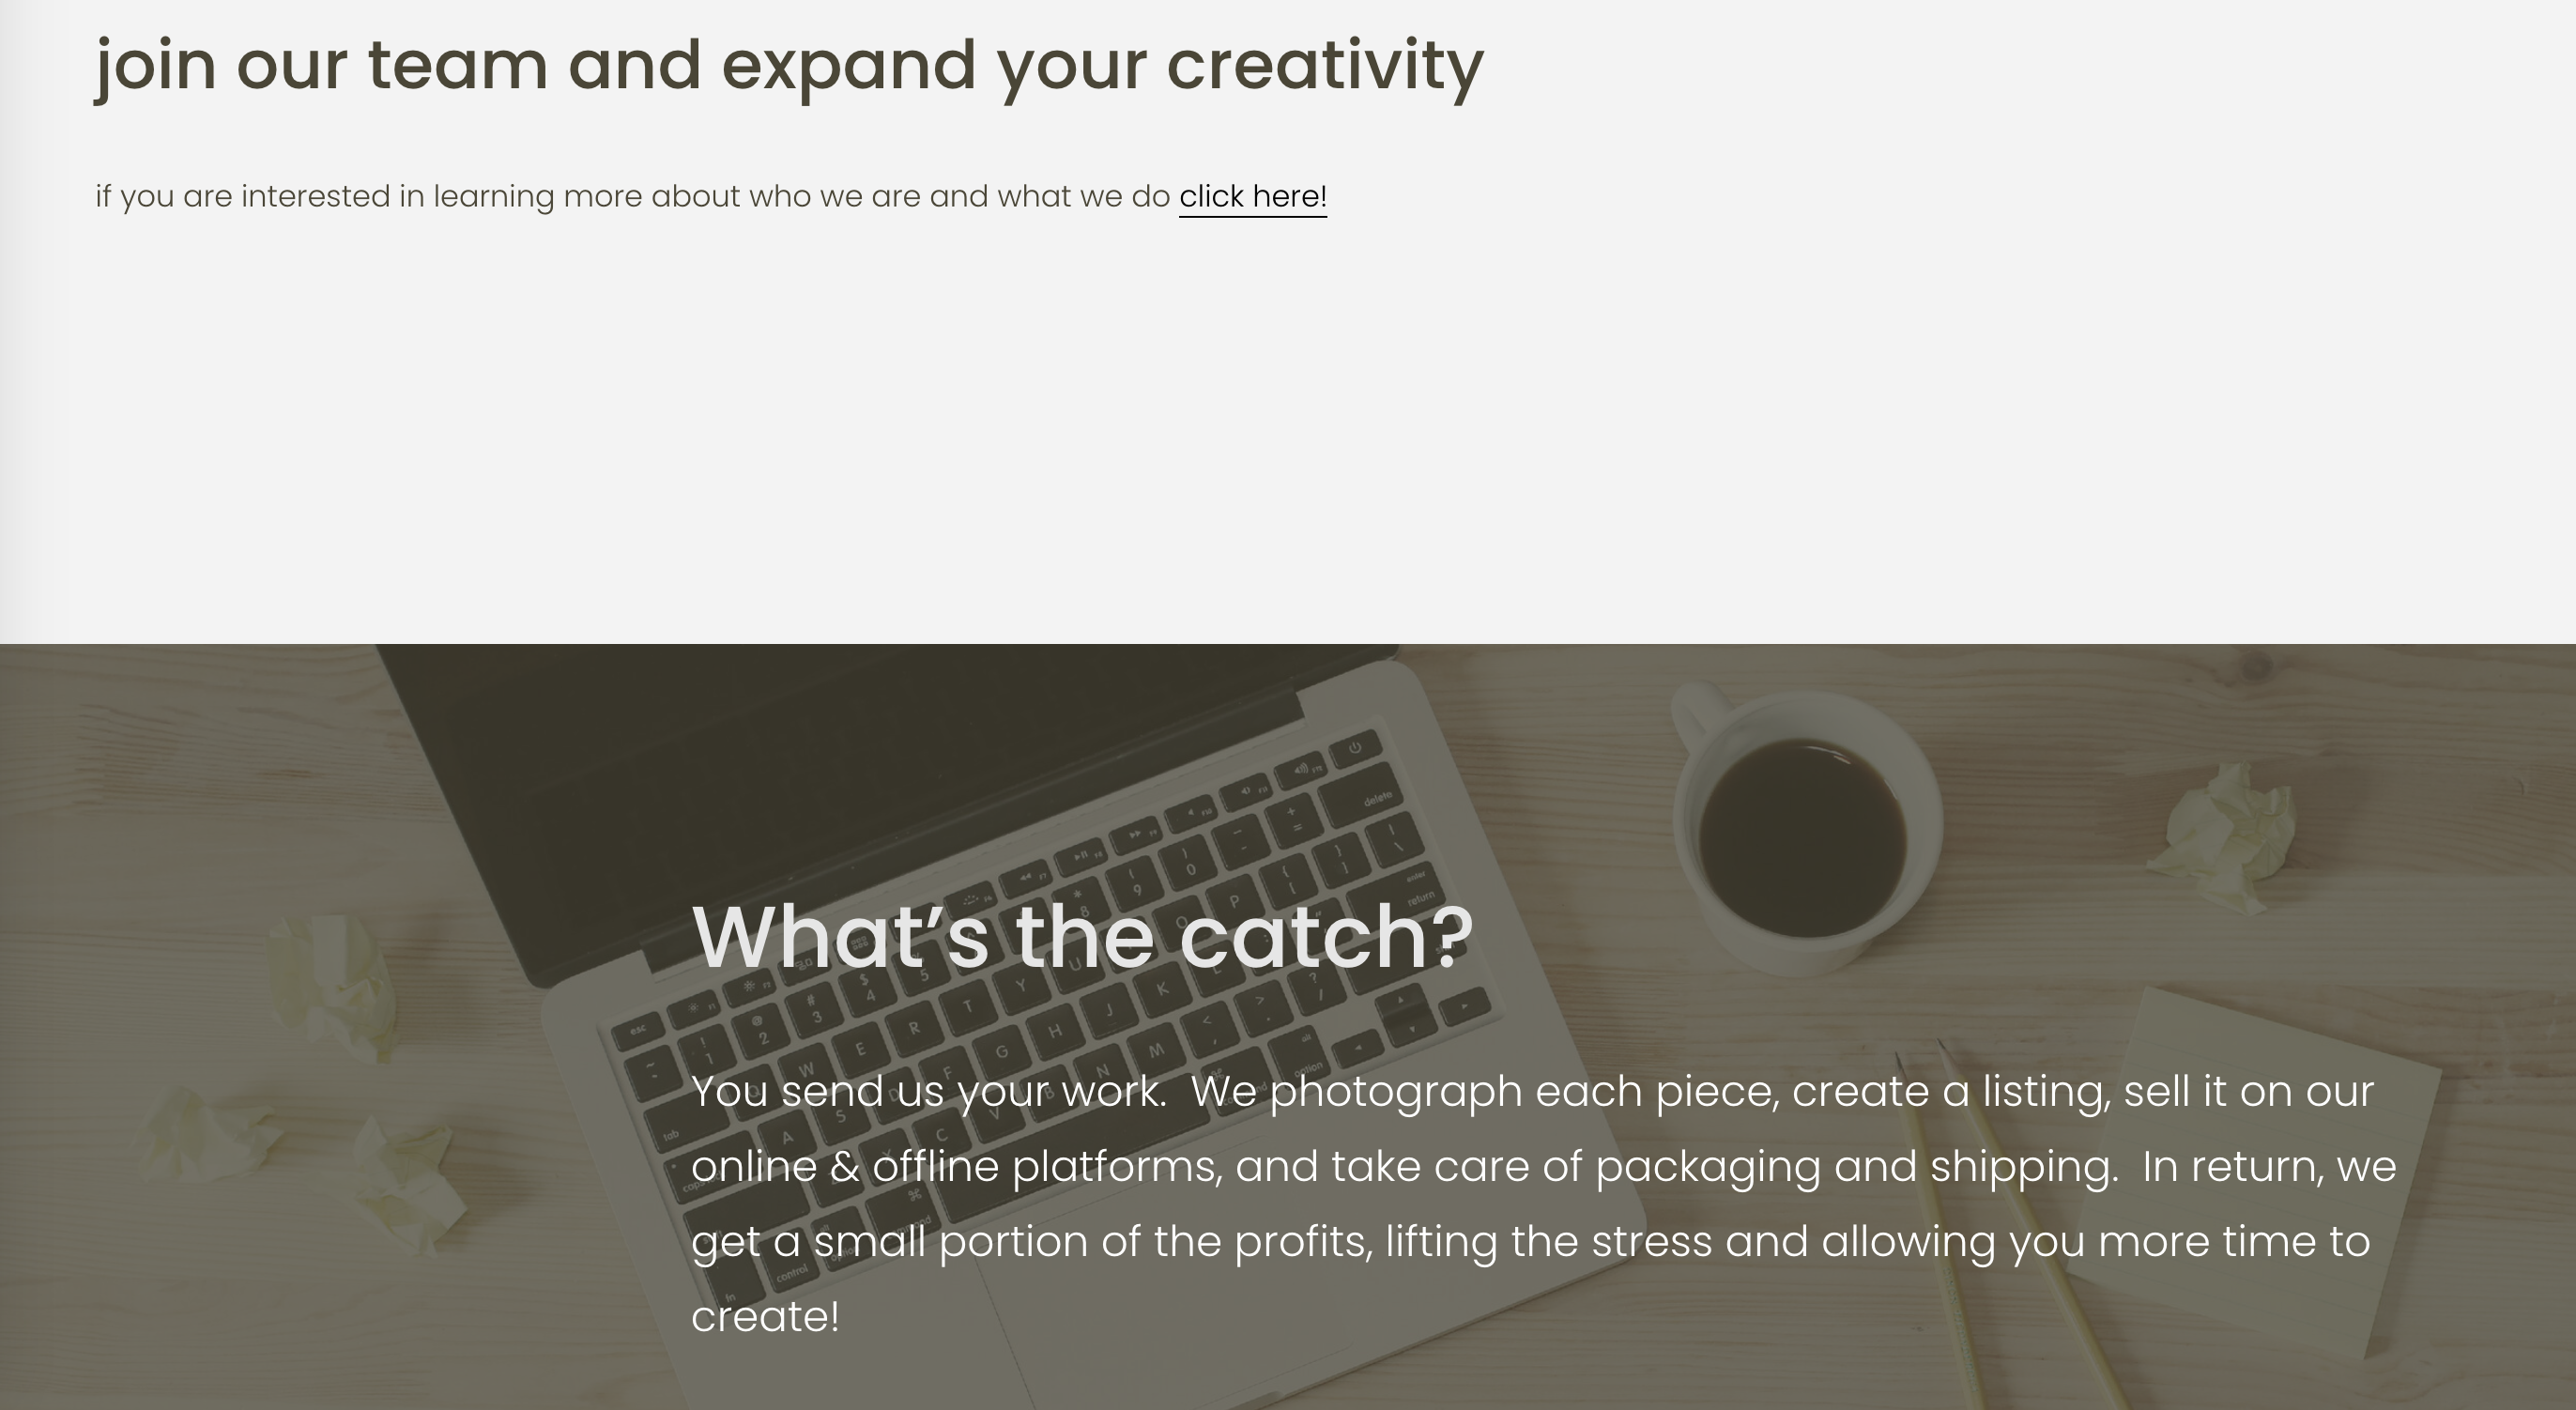 join our team and expand your creativity
if you are interested in learning more about who we are and what we do click here!
What’s the catch?
You send us your work.  We photograph each piece, create a listing, sell it on our
online & offline platforms, and take care of packaging and shipping.  In return, we
get a small portion of the profits, lifting the stress and allowing you more time to
create!